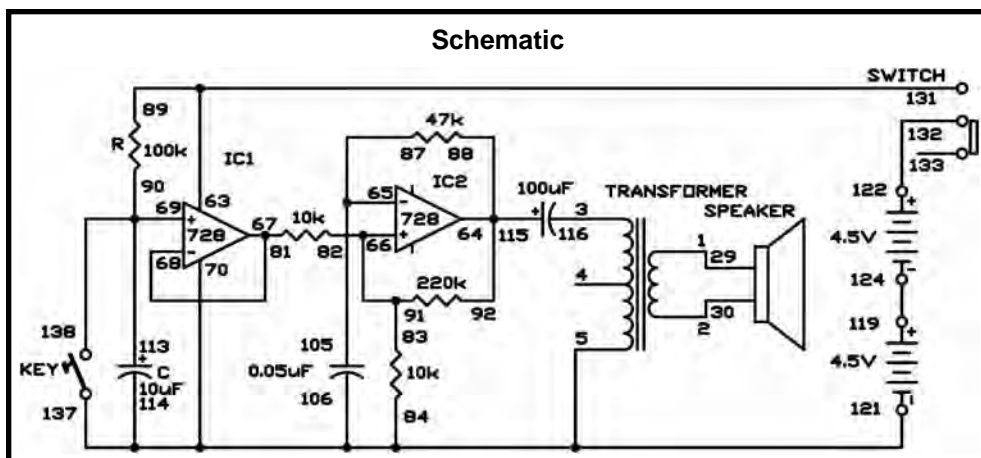 Schematic
SWITCH
131
132
133
89
R 100k
90
IC1
63
69
+
728
-
68
70
67
81
10k
82
47k
87 88
IC2
65
-
728
+
66
64
220k
91 92
83
10k
84
105
0.05uF
106
100uF
+
115 116
TRANSFORMER
3
4
5
1
2
SPEAKER
29
30
122
+
4.5V
-
124
119
+
4.5V
-
121
138
KEY
137
113
+
C
10uF
114